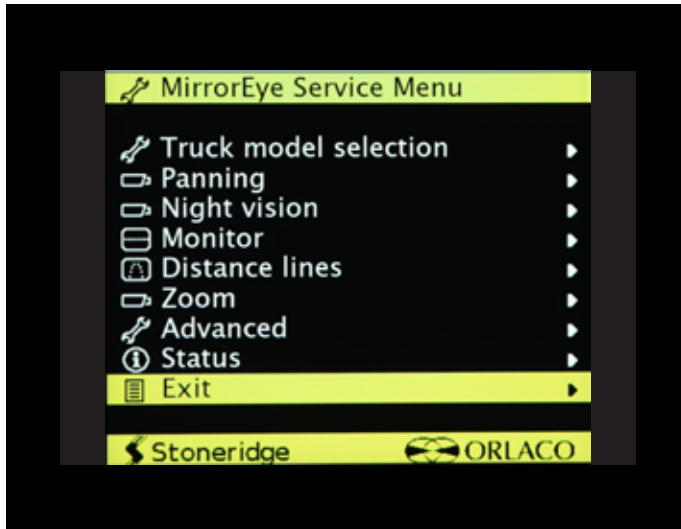 MirrorEye Service Menu
Truck model selection
Panning
Night vision
Monitor
Distance lines
Zoom
Advanced
Status
Exit
Stoneridge ORLACO